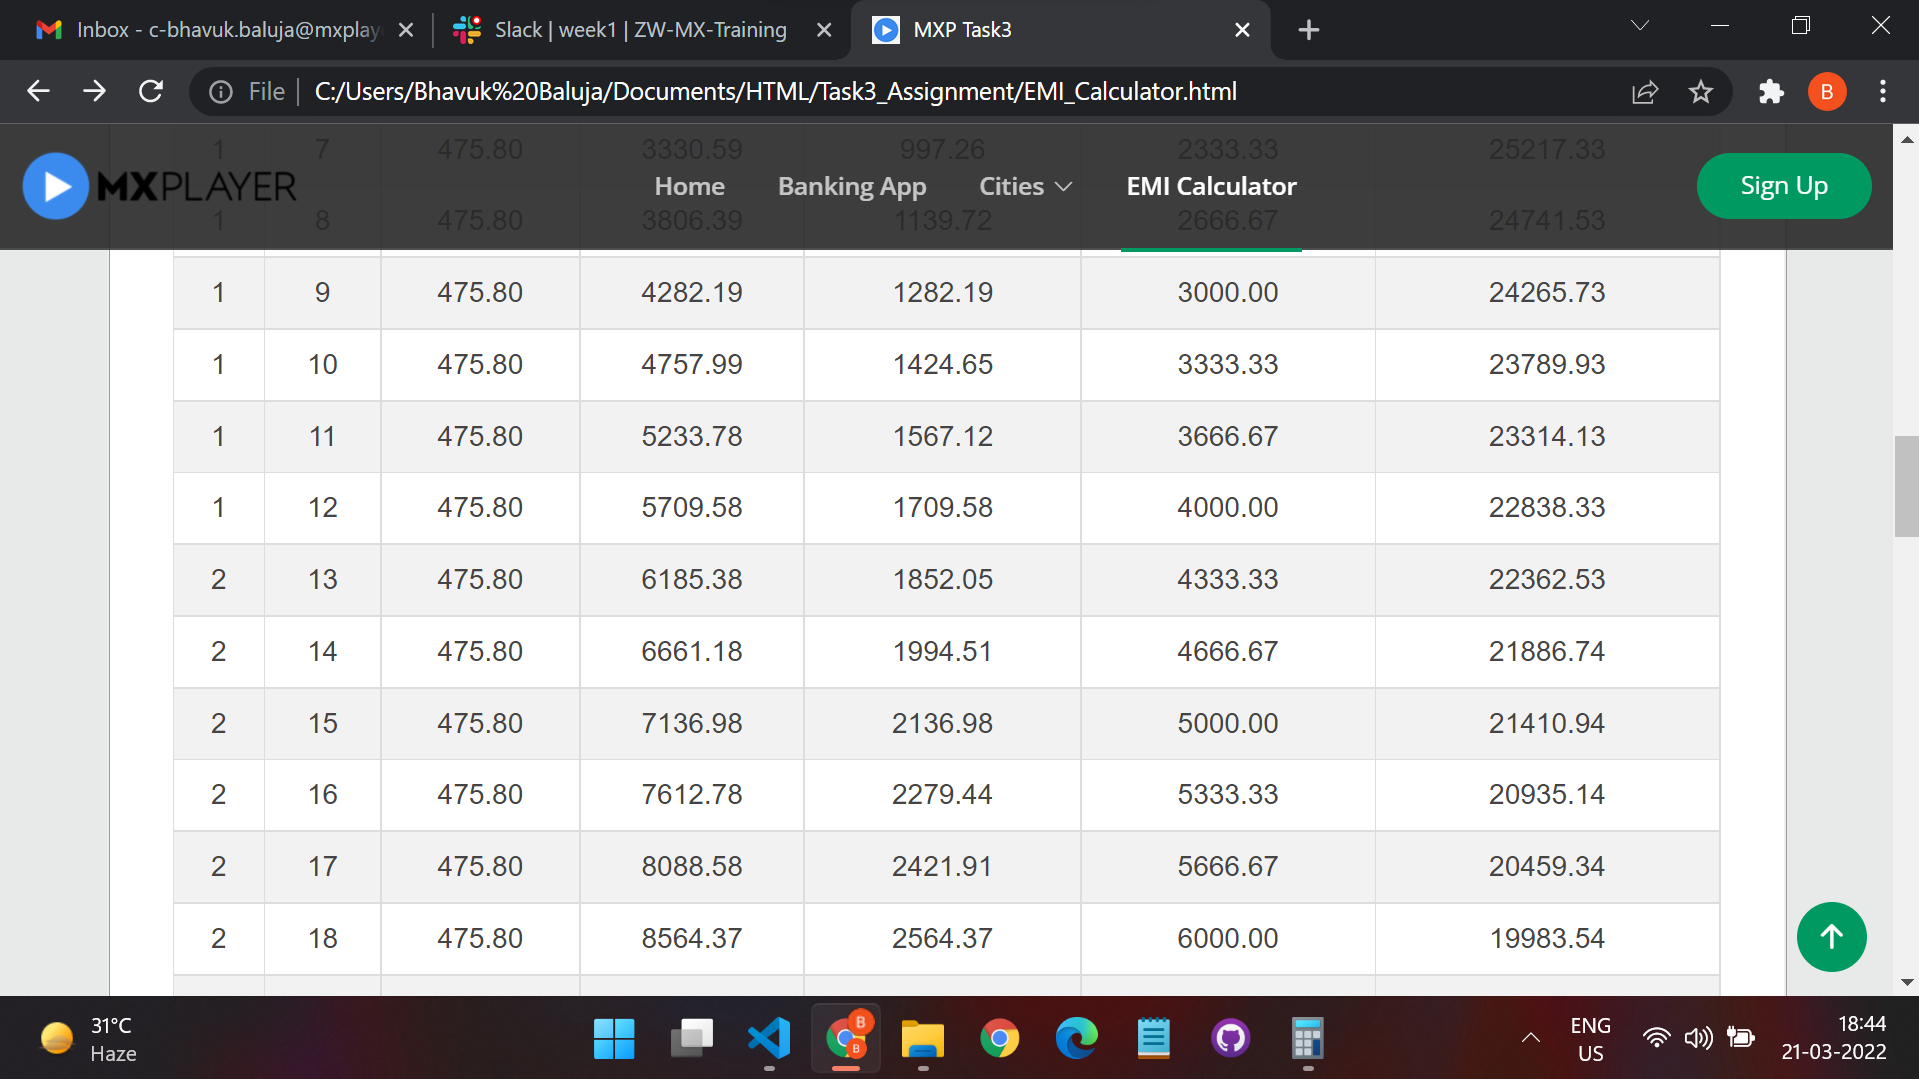 Inbox - c-bhavuk.baluja@mxplay
Slack | week1 | ZW-MX-Training
MXP Task3
File C:/Users/Bhavuk%20Baluja/Documents/HTML/Task3_Assignment/EMI_Calculator.html
B
1 7 475.80 3330.59 997.26 2333.33 25217.33
MXPLAYER Home Banking App Cities EMI Calculator Sign Up
1 8 475.80 3806.39 1139.72 2666.67 24741.53
1 9 475.80 4282.19 1282.19 3000.00 24265.73
1 10 475.80 4757.99 1424.65 3333.33 23789.93
1 11 475.80 5233.78 1567.12 3666.67 23314.13
1 12 475.80 5709.58 1709.58 4000.00 22838.33
2 13 475.80 6185.38 1852.05 4333.33 22362.53
2 14 475.80 6661.18 1994.51 4666.67 21886.74
2 15 475.80 7136.98 2136.98 5000.00 21410.94
2 16 475.80 7612.78 2279.44 5333.33 20935.14
2 17 475.80 8088.58 2421.91 5666.67 20459.34
2 18 475.80 8564.37 2564.37 6000.00 19983.54
31°C
Haze
B
B
ENG
US
18:44
21-03-2022